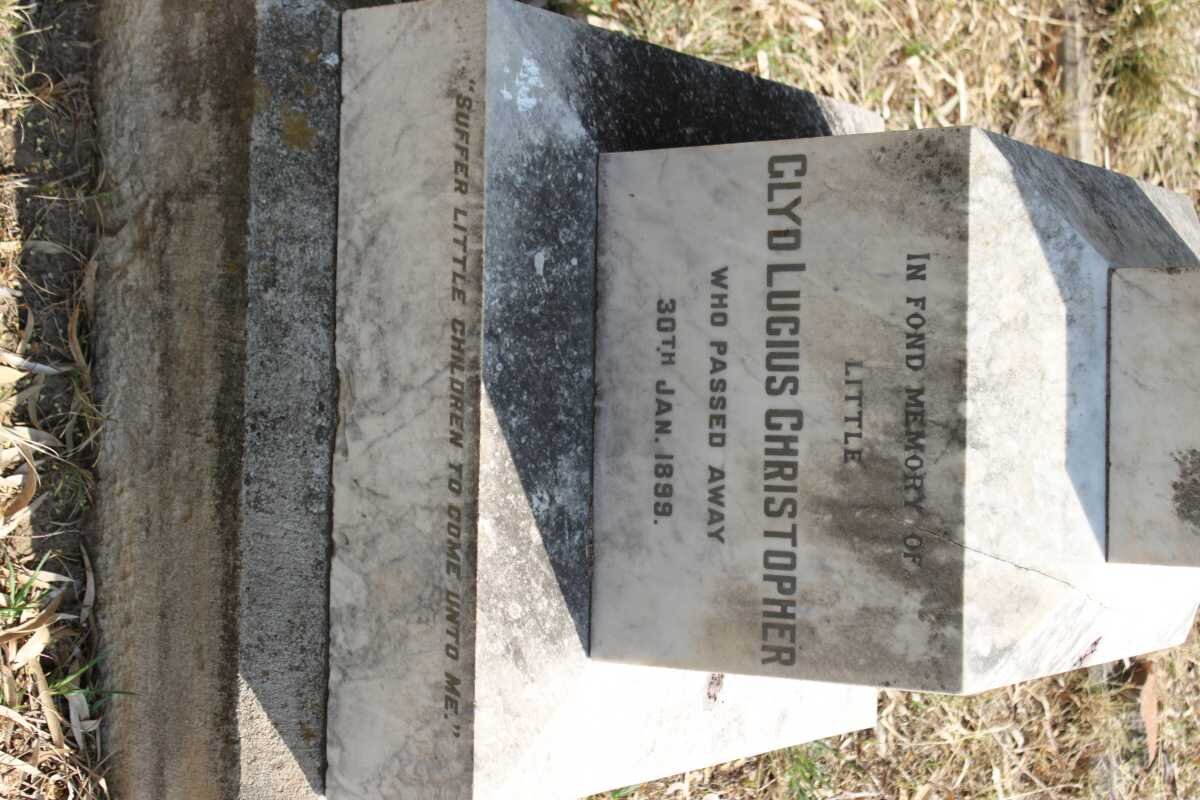 IN FOND MEMORY OF
LITTLE
CLYD LUCIUS CHRISTOPHER
WHO PASSED AWAY
30TH JAN. 1899.
"SUFFER LITTLE CHILDREN TO COME UNTO ME."